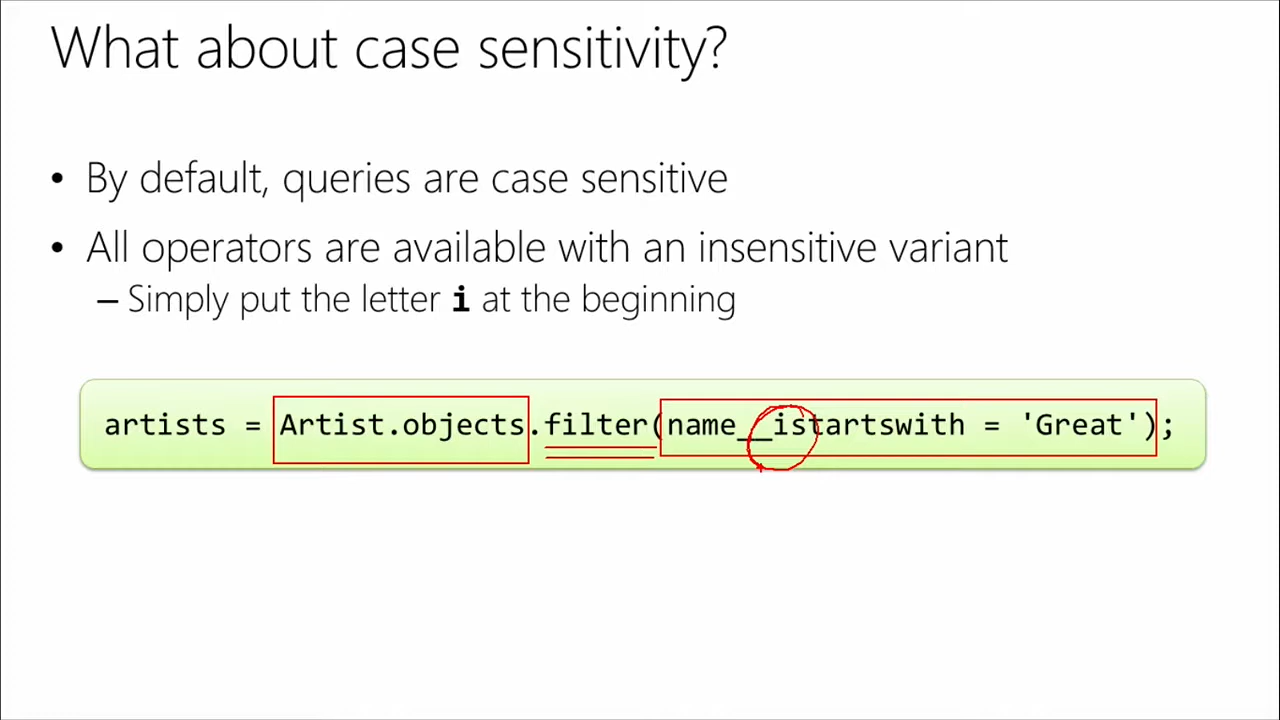 What about case sensitivity?
• By default, queries are case sensitive
• All operators are available with an insensitive variant
– Simply put the letter i at the beginning
artists = Artist.objects.filter(name__istartswith = 'Great');